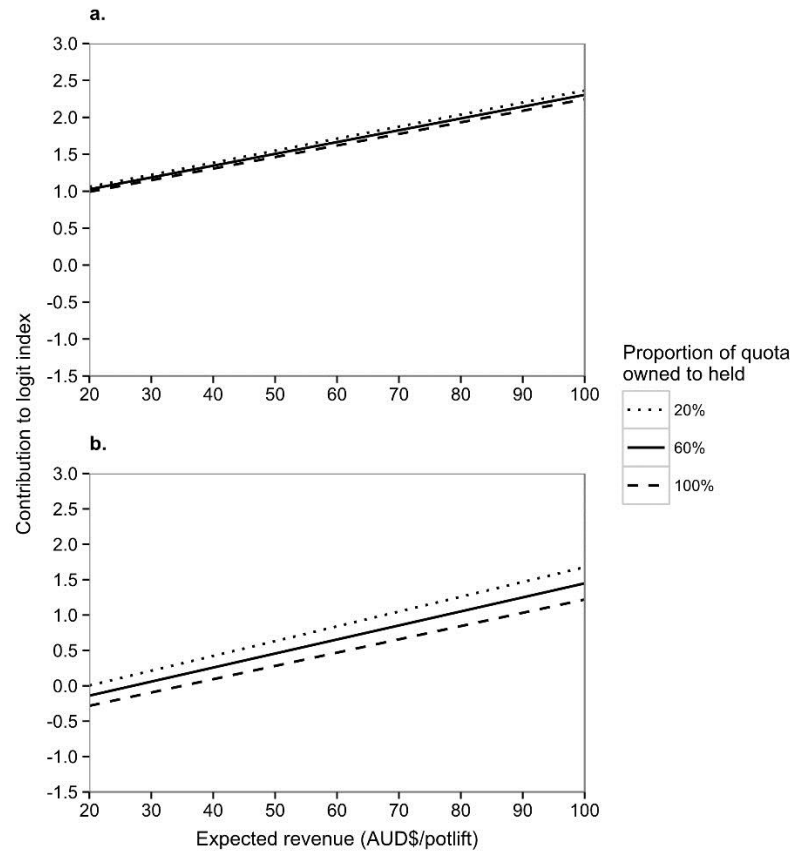 a.
3.0
2.5
2.0
1.5
1.0
0.5
0.0
-0.5
-1.0
-1.5
20 30 40 50 60 70 80 90 100
Contribution to logit index
Proportion of quota
owned to held
20%
60%
100%
b.
3.0
2.5
2.0
1.5
1.0
0.5
0.0
-0.5
-1.0
-1.5
20 30 40 50 60 70 80 90 100
Expected revenue (AUD$/potlift)